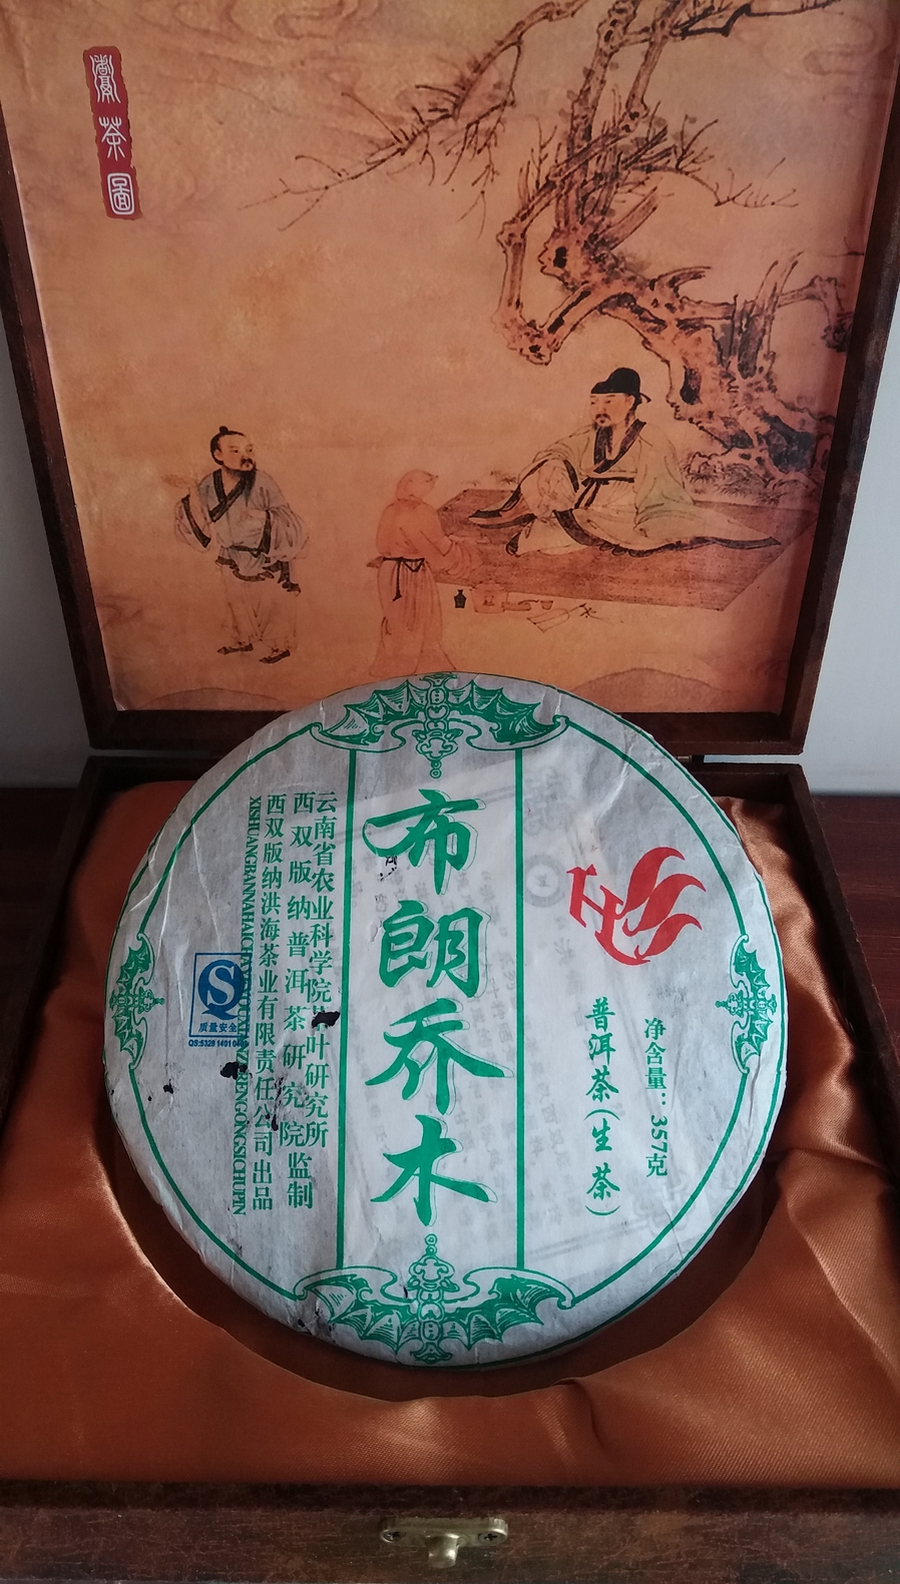 鬻茶圖
布朗乔木
HC
普洱茶(生茶)
净含量：357克
云南省农业科学院茶叶研究所
西双版纳普洱茶研究院监制
西双版纳洪海茶业有限责任公司出品
质量安全